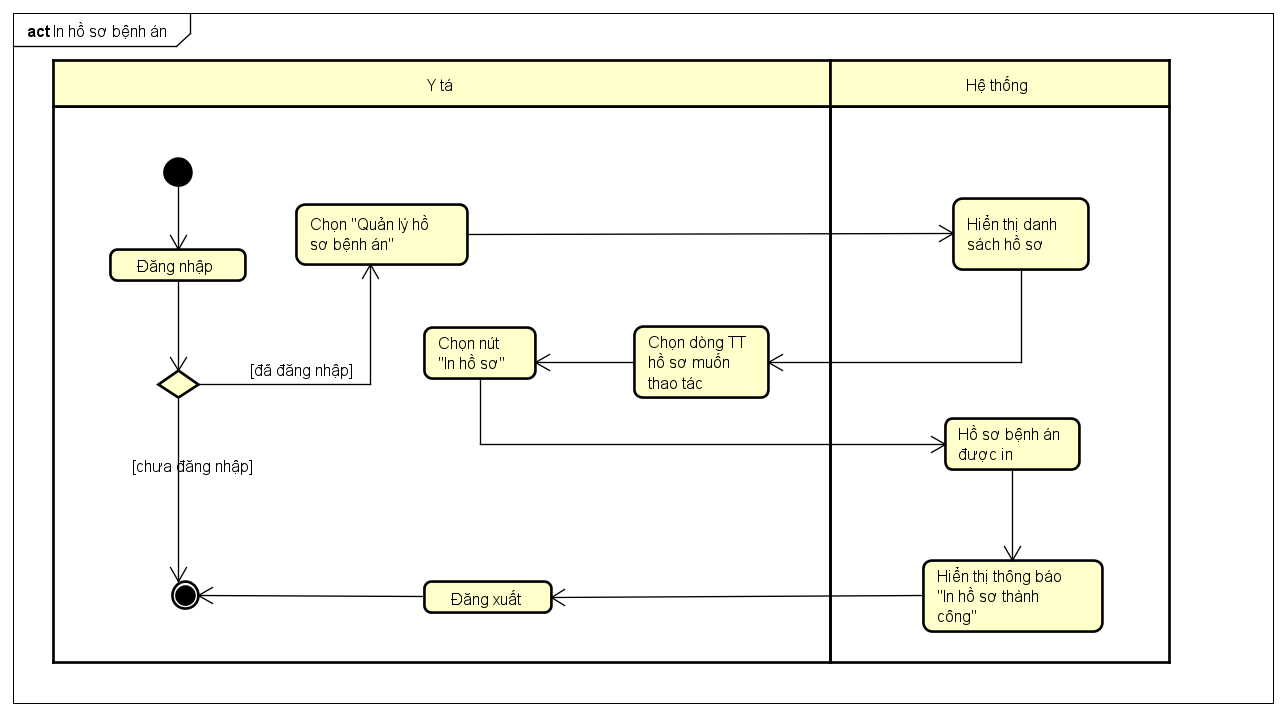 act In hồ sơ bệnh án
Y tá
Hệ thống
Chọn "Quản lý hồ
sơ bệnh án"
Hiển thị danh
sách hồ sơ
Đăng nhập
Chọn nút
"In hồ sơ"
Chọn dòng TT
hồ sơ muốn
thao tác
[đã đăng nhập]
Hồ sơ bệnh án
được in
[chưa đăng nhập]
Hiển thị thông báo
"In hồ sơ thành
công"
Đăng xuất